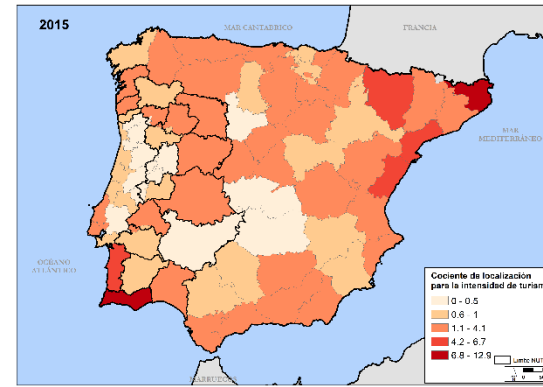 2015
MAR CANTÁBRICO
FRANCIA
MAR
MEDITERRÁNEO
OCÉANO
ATLÁNTICO
MARRUECOS
Cociente de localización
para la intensidad de turism
0 - 0.5
0.6 - 1
1.1 - 4.1
4.2 - 6.7
6.8 - 12.9
Límite NUT